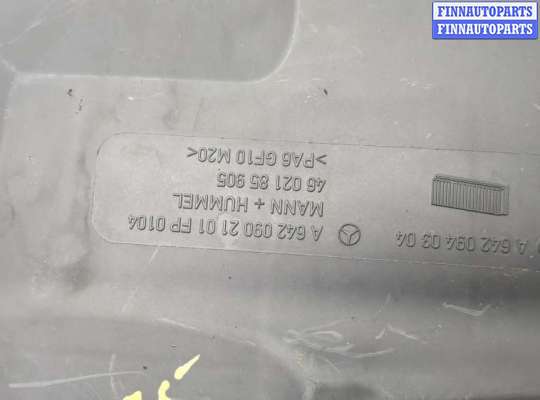 FINNAUTOPARTS
FINNAUTOPARTS
A 642 094 03 04
A 642 090 21 01 FP 0104
MANN + HUMMEL
46 021 85 905
>PA6 GF10 M20<